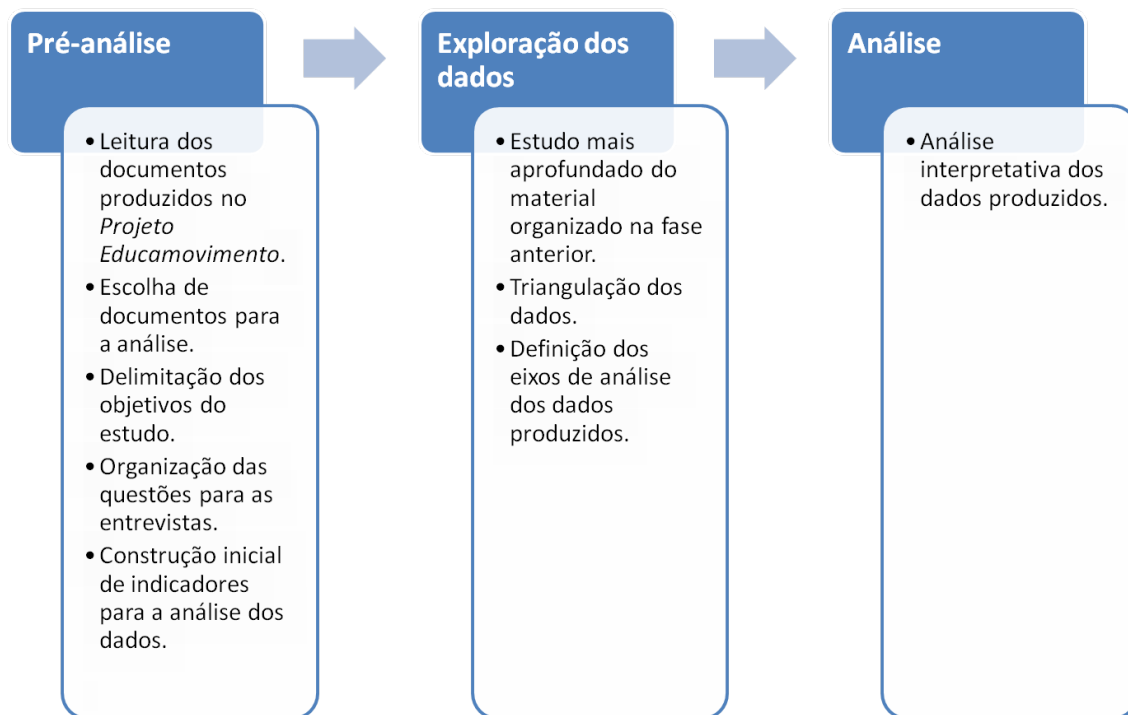 Pré-análise
• Leitura dos
documentos
produzidos no
Projeto
Educamovimento.
• Escolha de
documentos para
a análise.
• Delimitação dos
objetivos do
estudo.
• Organização das
questões para as
entrevistas.
• Construção inicial
de indicadores
para a análise dos
dados.
Exploração dos
dados
• Estudo mais
aprofundado do
material
organizado na fase
anterior.
• Triangulação dos
dados.
• Definição dos
eixos de análise
dos dados
produzidos.
Análise
• Análise
interpretativa dos
dados produzidos.